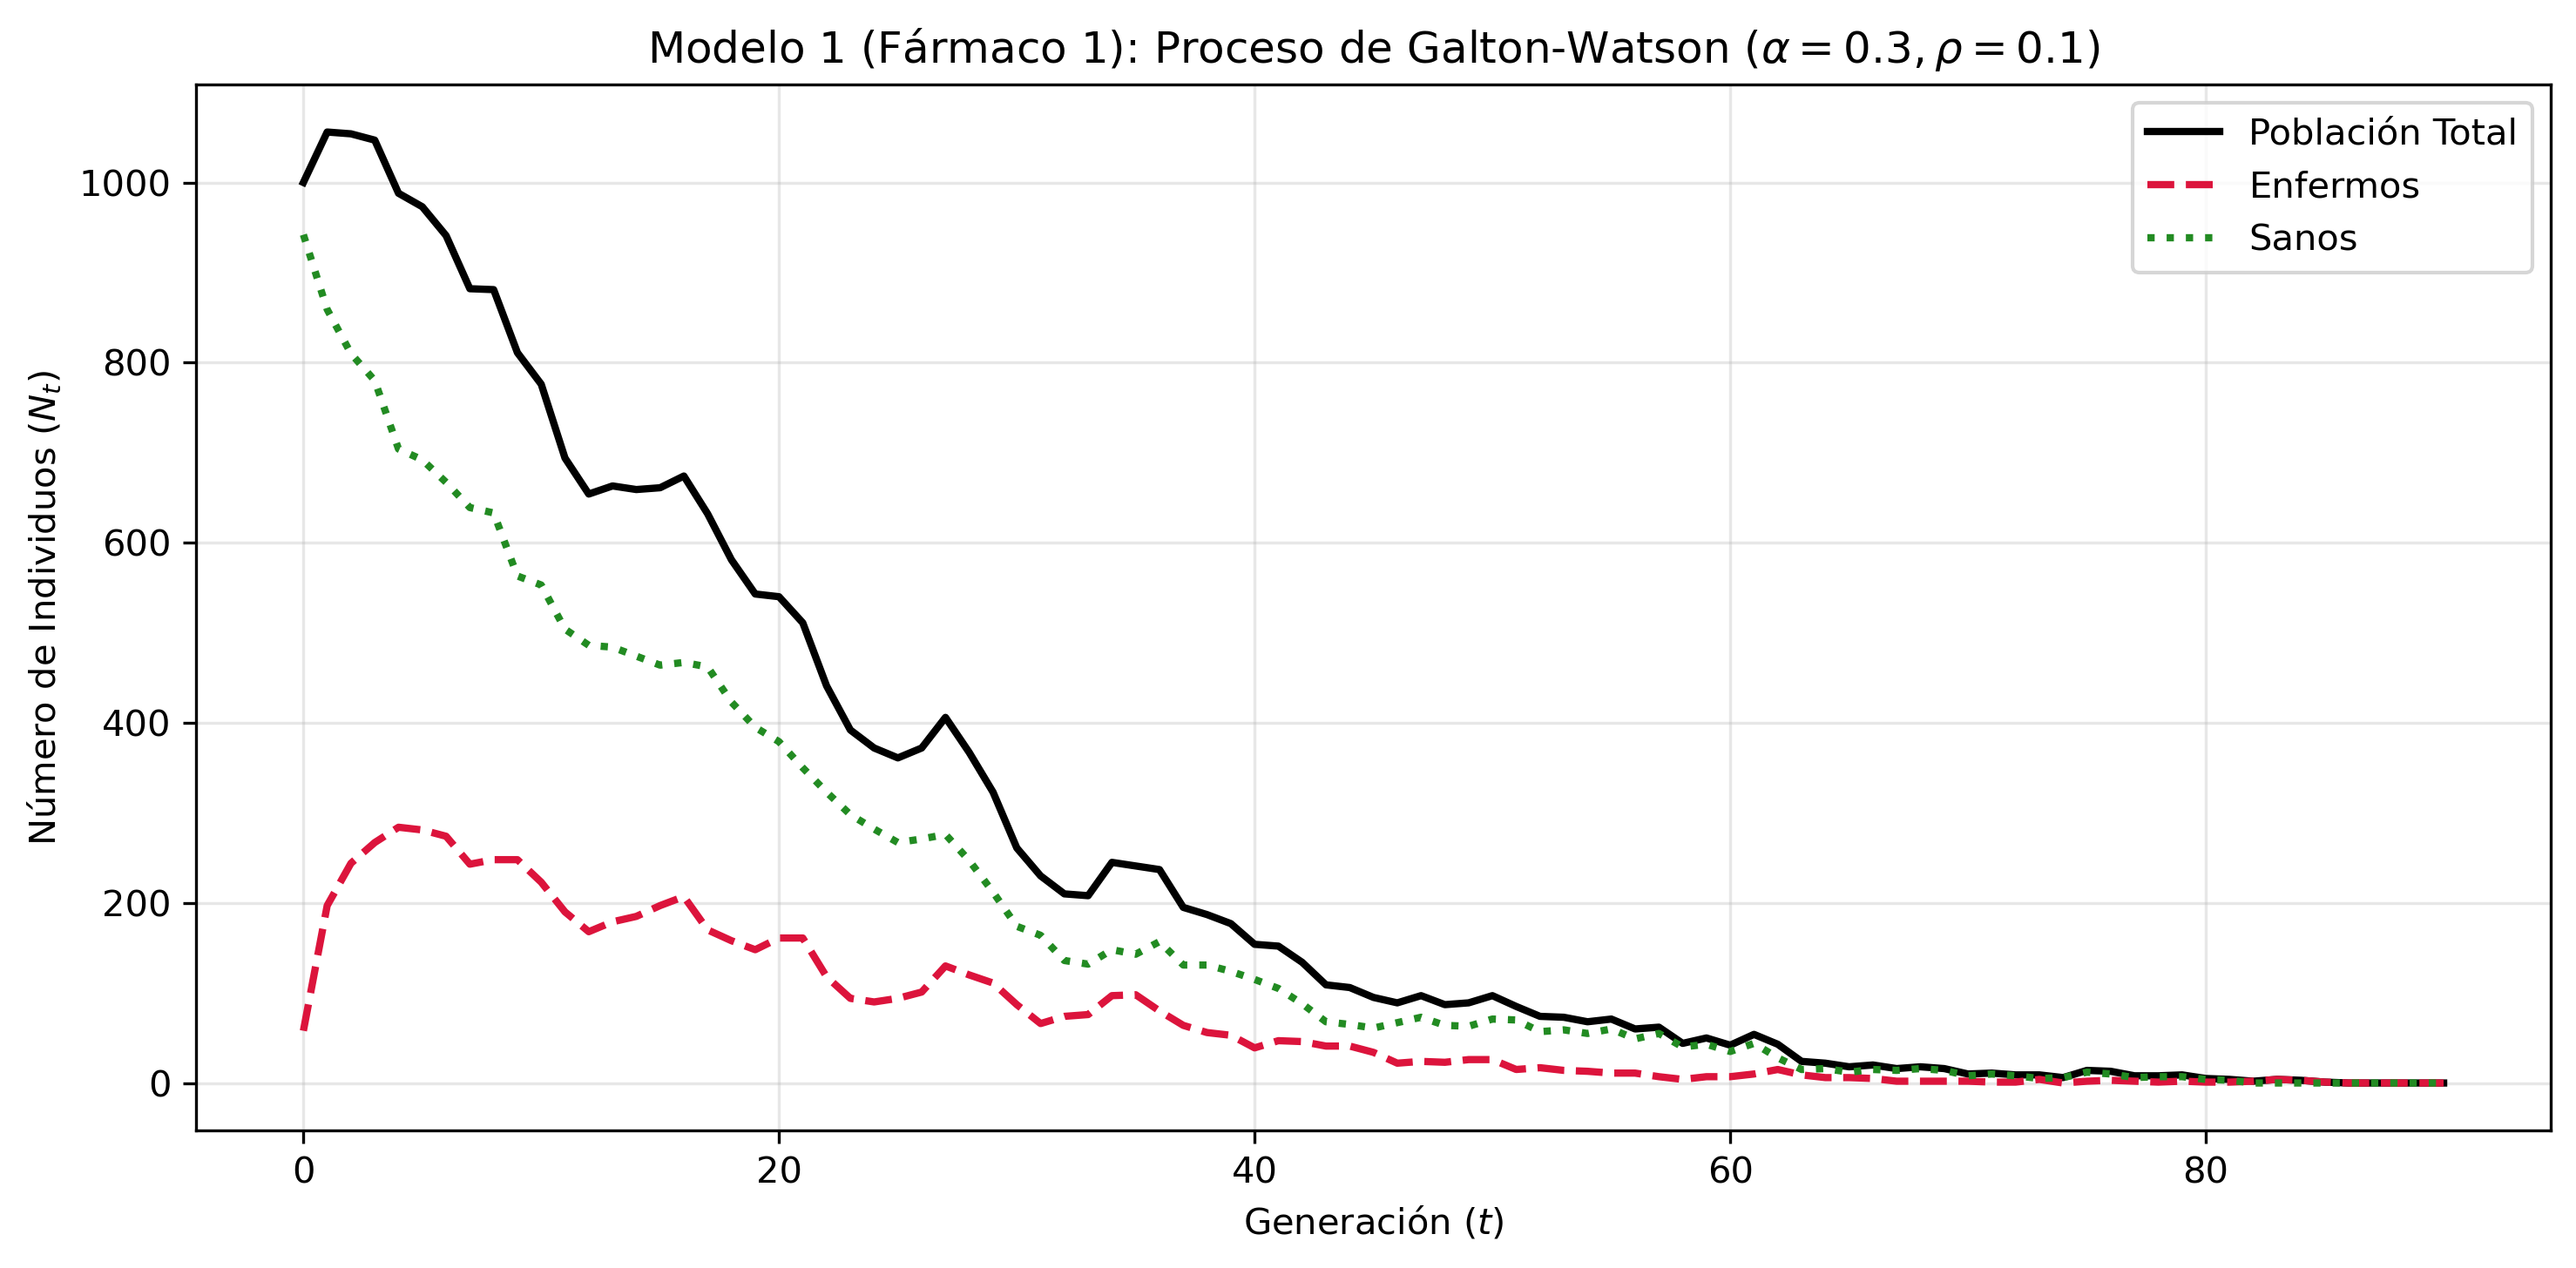 Modelo 1 (Fármaco 1): Proceso de Galton-Watson (α = 0.3, ρ = 0.1)
Población Total
Enfermos
Sanos
Número de Individuos (Nₜ)
1000
800
600
400
200
0
0 20 40 60 80
Generación (t)